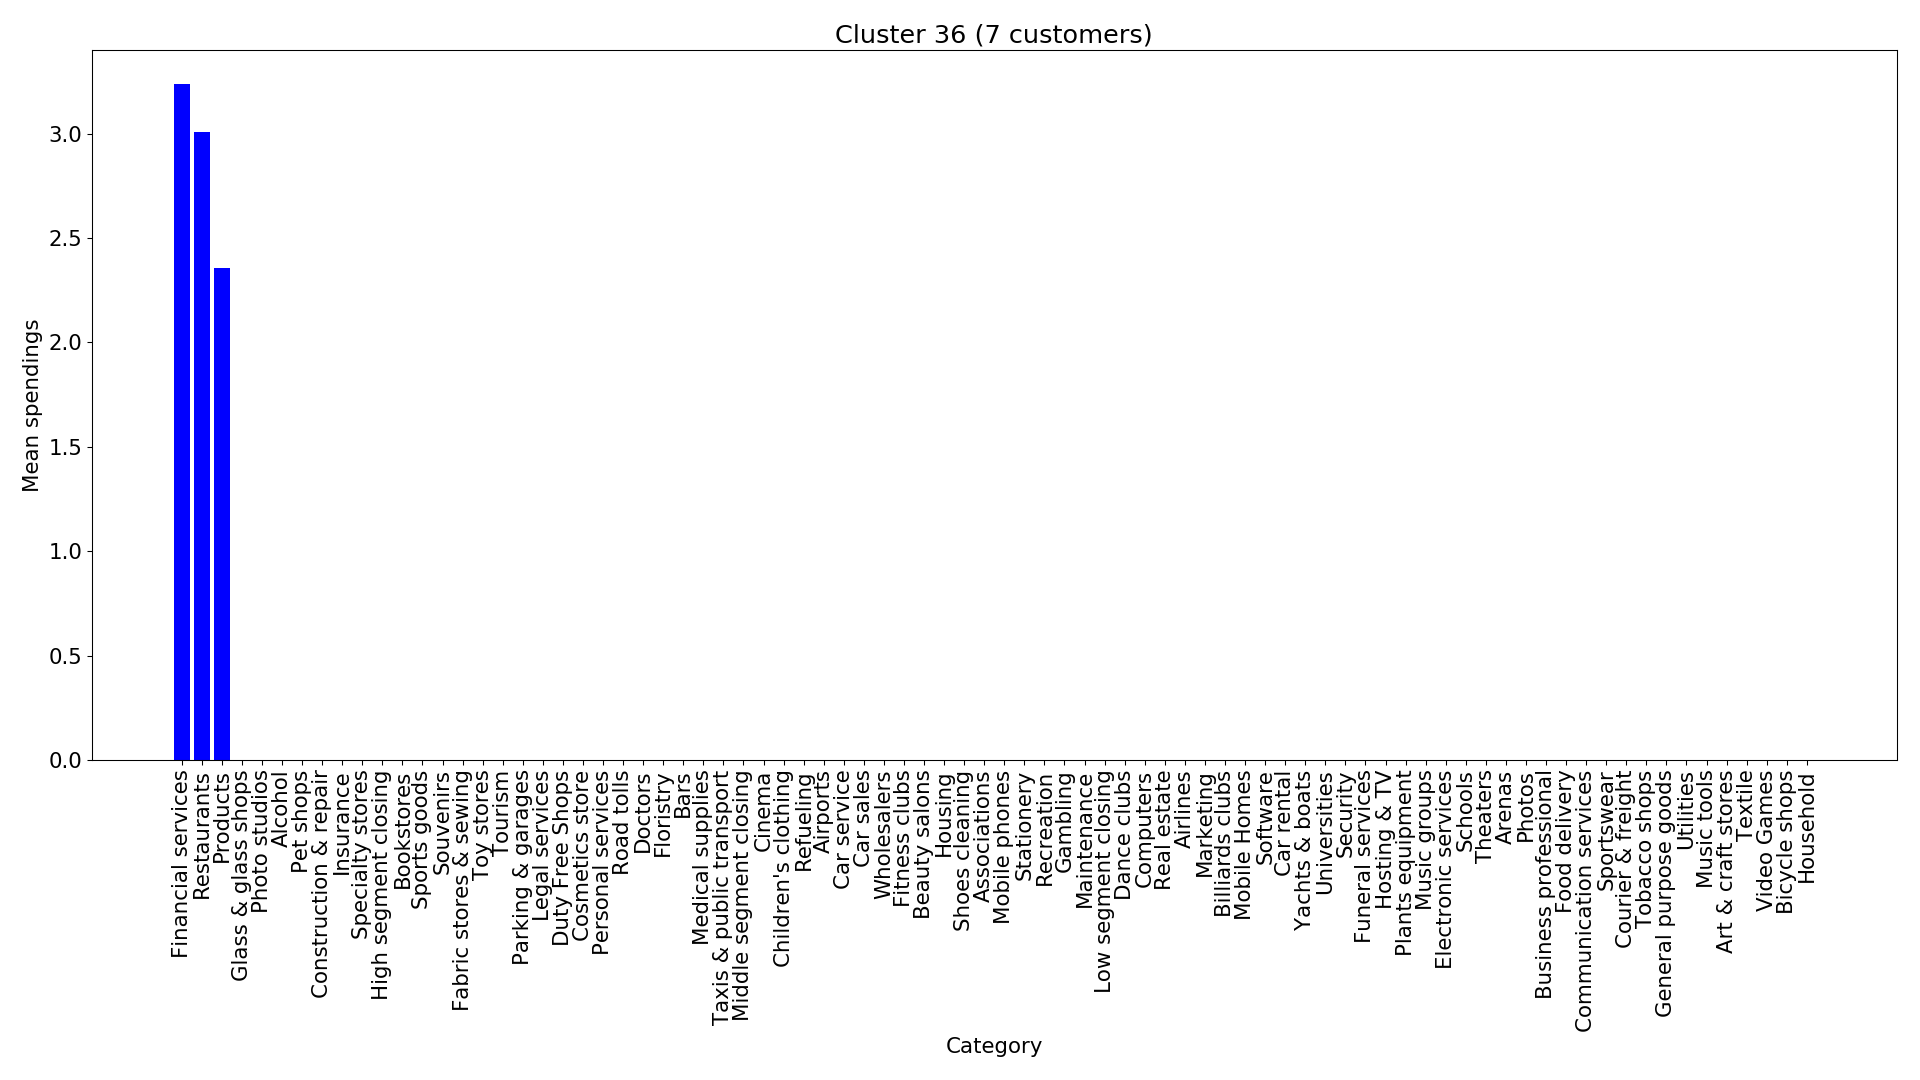 Cluster 36 (7 customers)
Mean spendings
3.0
2.5
2.0
1.5
1.0
0.5
0.0
Financial services
Restaurants
Products
Glass & glass shops
Photo studios
Alcohol
Pet shops
Construction & repair
Insurance
Specialty stores
High segment closing
Bookstores
Sports goods
Souvenirs
Fabric stores & sewing
Toy stores
Tourism
Parking & garages
Legal services
Duty Free Shops
Cosmetics store
Personal services
Road tolls
Doctors
Floristry
Bars
Medical supplies
Taxis & public transport
Middle segment closing
Cinema
Children's clothing
Refueling
Airports
Car service
Car sales
Wholesalers
Fitness clubs
Beauty salons
Housing
Shoes cleaning
Associations
Mobile phones
Stationery
Recreation
Gambling
Maintenance
Low segment closing
Dance clubs
Computers
Real estate
Airlines
Marketing
Billiards clubs
Mobile Homes
Software
Car rental
Yachts & boats
Universities
Security
Funeral services
Hosting & TV
Plants equipment
Music groups
Electronic services
Schools
Theaters
Arenas
Photos
Business professional
Food delivery
Communication services
Sportswear
Courier & freight
Tobacco shops
General purpose goods
Utilities
Music tools
Art & craft stores
Textile
Video Games
Bicycle shops
Household
Category